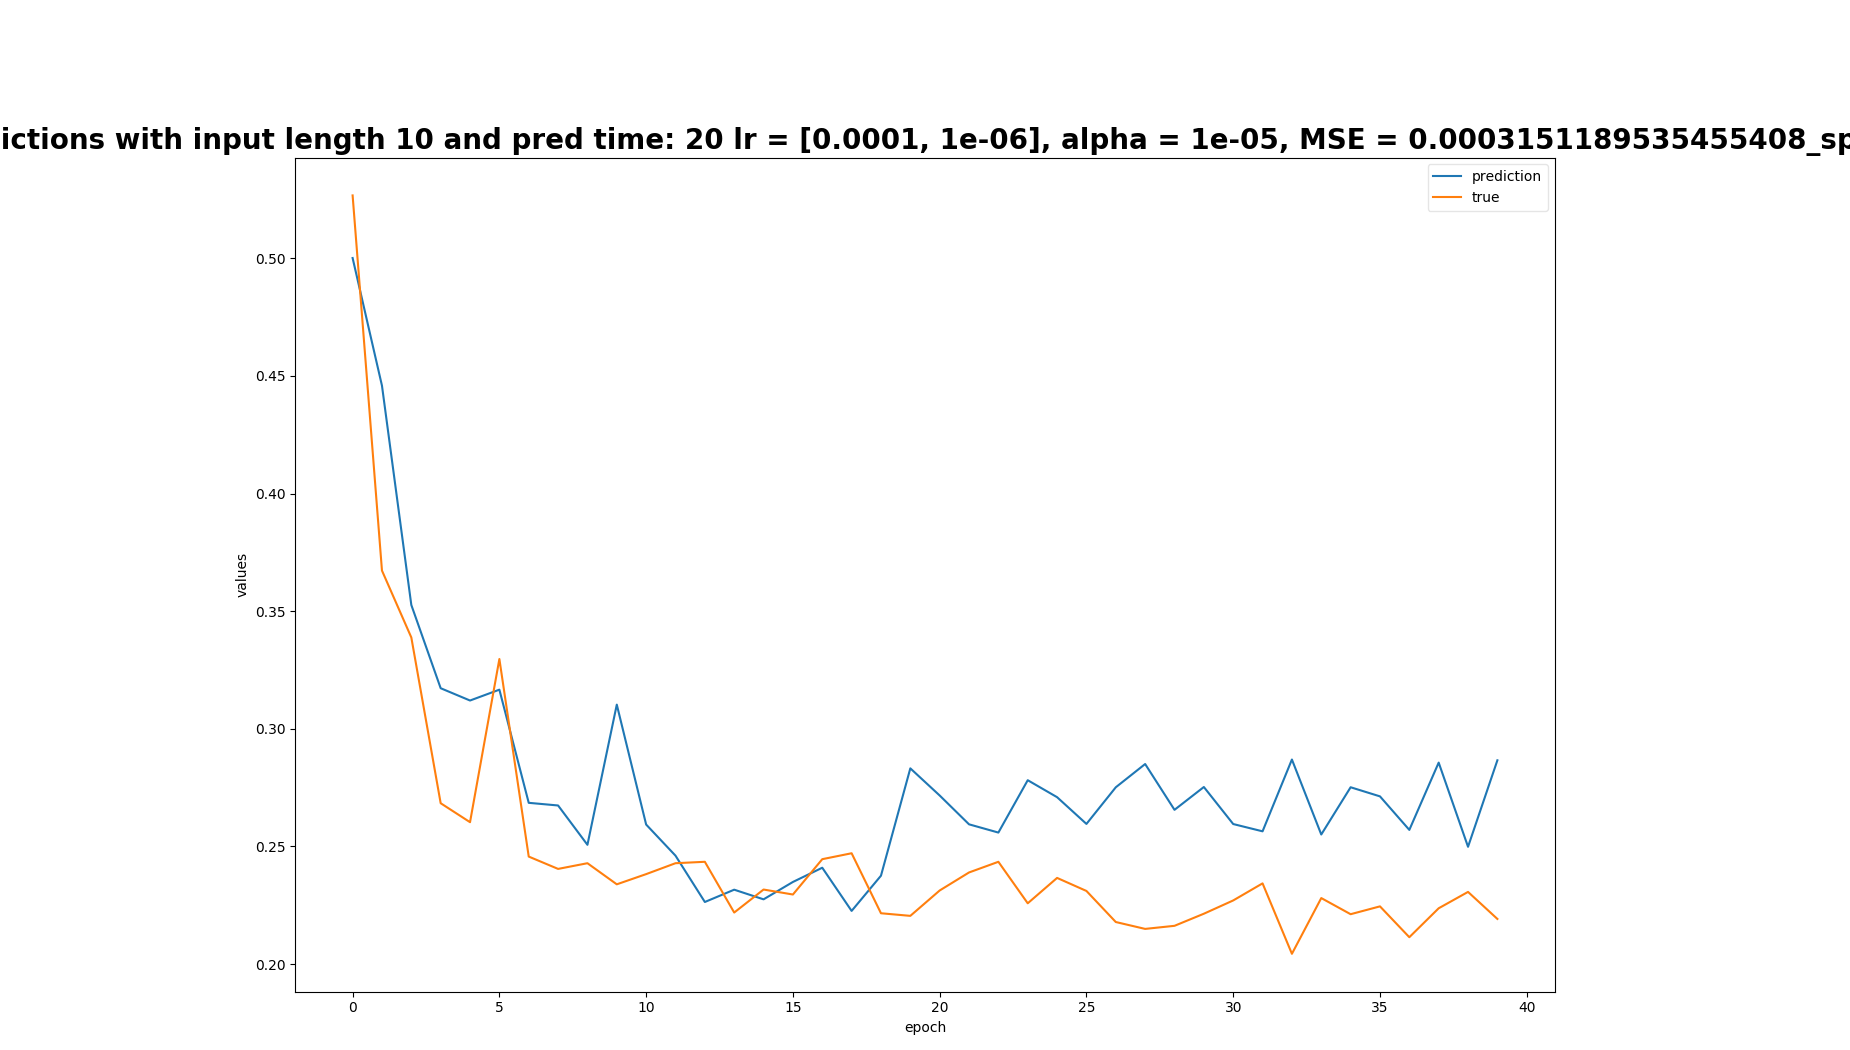 ictions with input length 10 and pred time: 20 lr = [0.0001, 1e-06], alpha = 1e-05, MSE = 0.0003151189535455408_sp
prediction
true
0.50
0.45
0.40
0.35
0.30
0.25
0.20
values
0 5 10 15 20 25 30 35 40
epoch